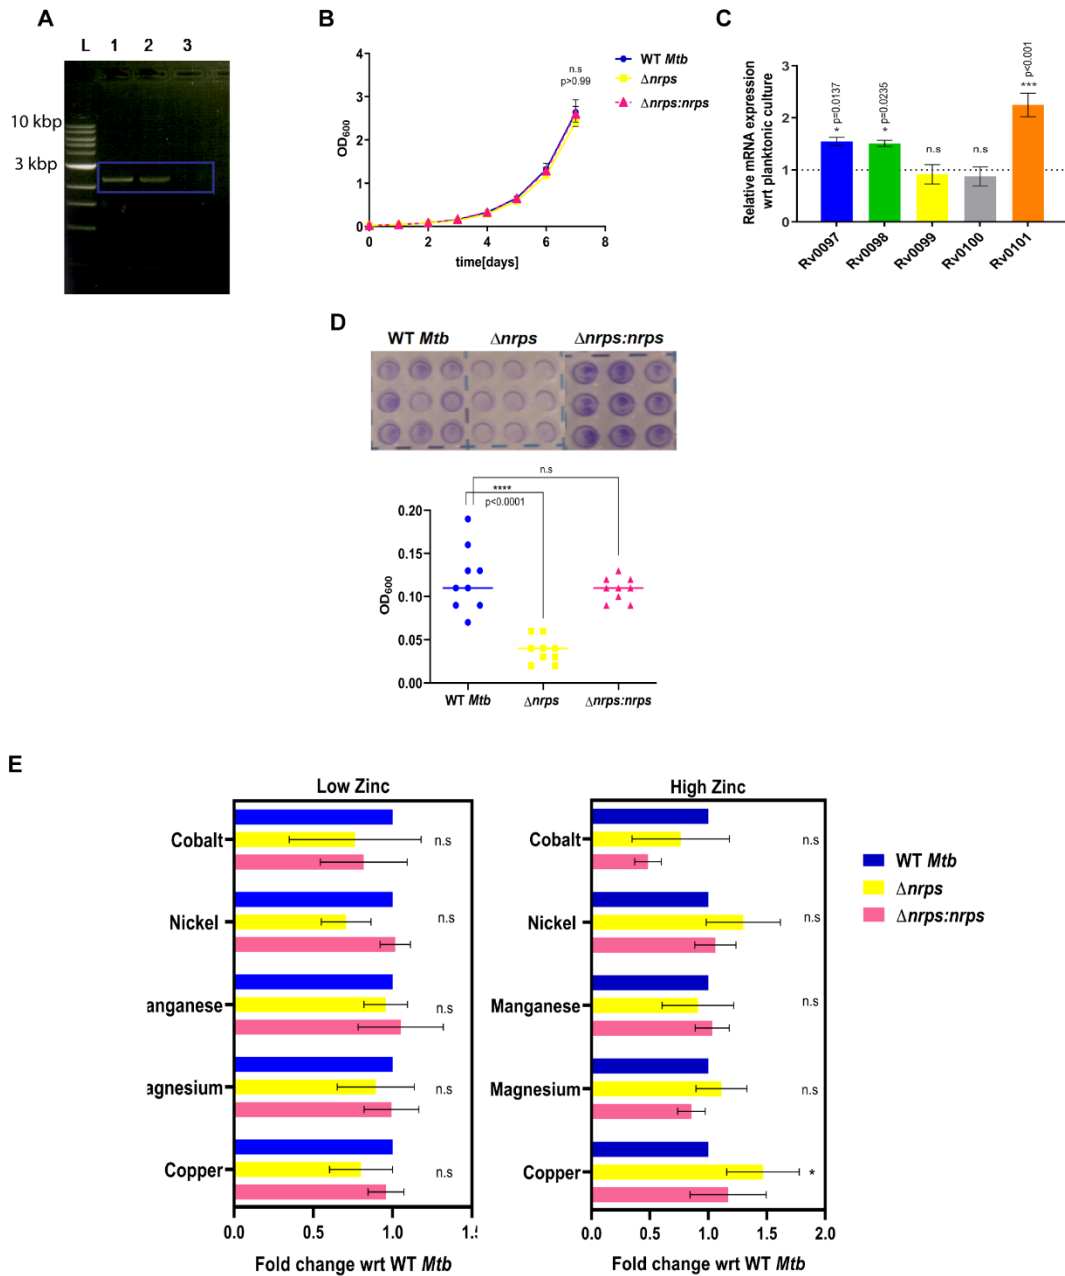 A
L 1 2 3
10 kbp
3 kbp
B
4
3
2
1
0
OD600
0 2 4 6 8
time[days]
n.s
p>0.99
WT Mtb
Δnrps
Δnrps:nrps
C
Relative mRNA expression
wrt planktonic culture
3
2
1
0
* p=0.0137
* p=0.0235
n.s
n.s
*** p<0.001
Rv0097
Rv0098
Rv0099
Rv0100
Rv0101
D
WT Mtb Δnrps Δnrps:nrps
n.s
****
p<0.0001
OD600
0.20
0.15
0.10
0.05
0.00
WT Mtb Δnrps Δnrps:nrps
E
Low Zinc
Cobalt n.s
Nickel n.s
anganese n.s
agnesium n.s
Copper n.s
0.0 0.5 1.0 1.5
Fold change wrt WT Mtb
High Zinc
Cobalt n.s
Nickel n.s
Manganese n.s
Magnesium n.s
Copper *
0.0 0.5 1.0 1.5 2.0
Fold change wrt WT Mtb
WT Mtb
Δnrps
Δnrps:nrps